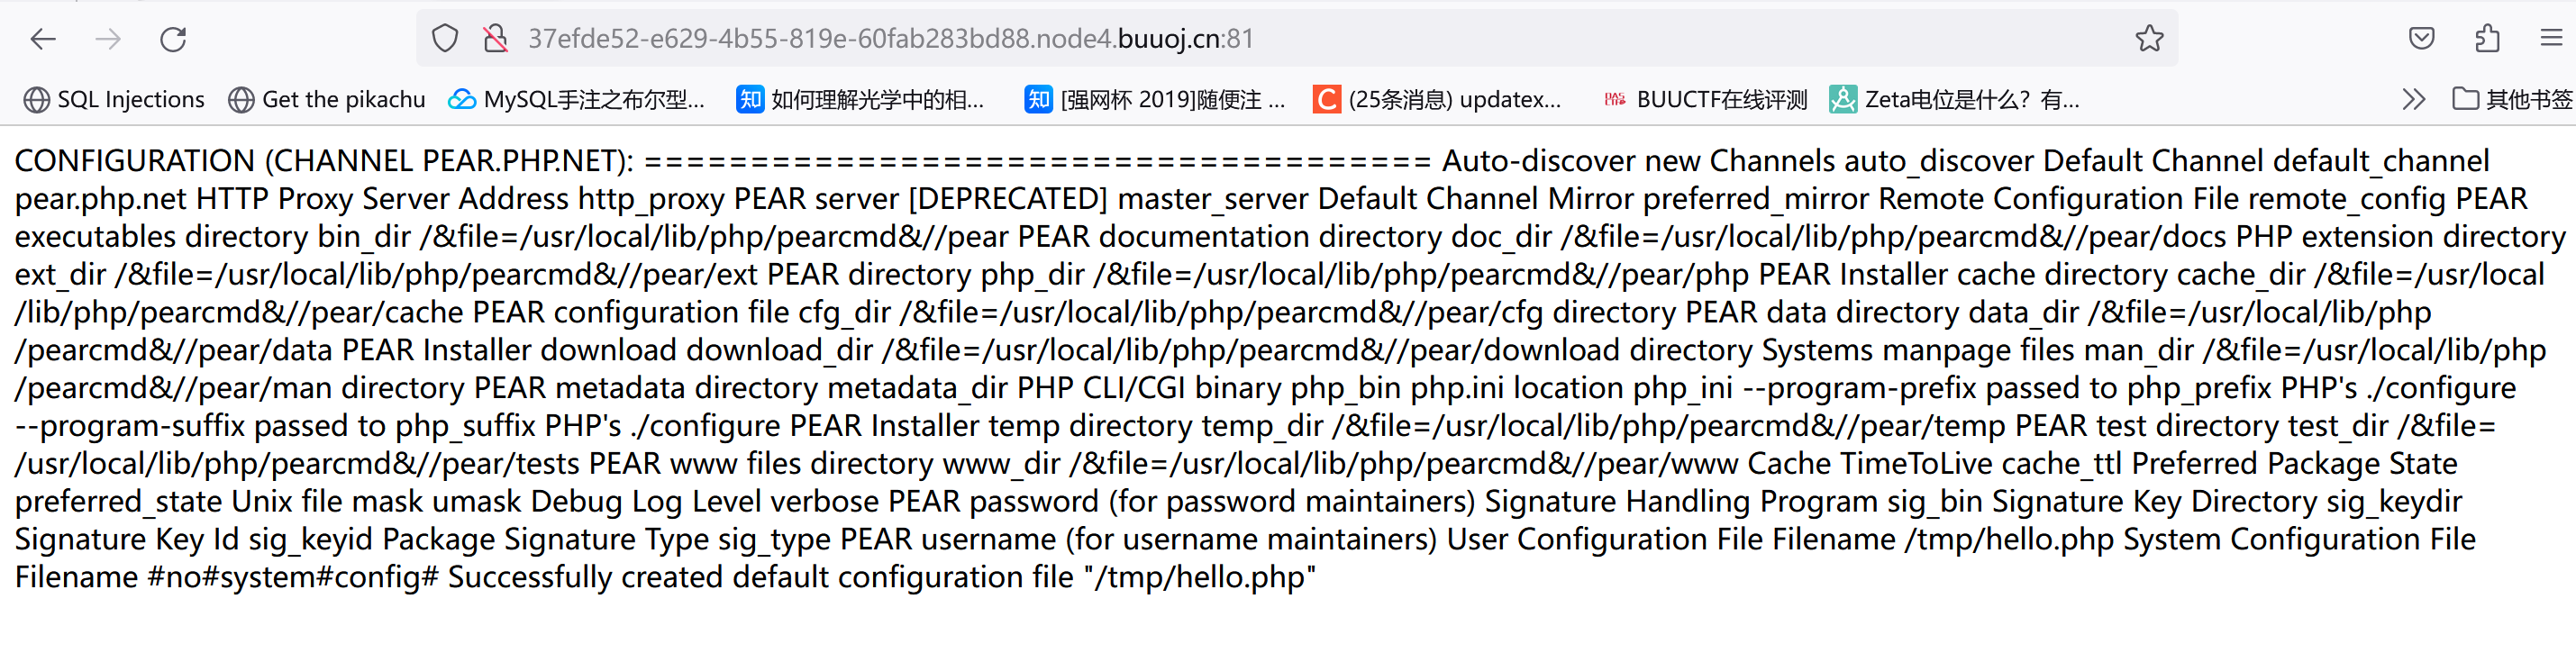 37efde52-e629-4b55-819e-60fab283bd88.node4.buuoj.cn:81
SQL Injections Get the pikachu MySQL手注之布尔型... 知 如何理解光学中的相... 知 [强网杯 2019]随便注 ... C (25条消息) updatex... BUUCTF在线评测 Zeta电位是什么？有... 其他书签
CONFIGURATION (CHANNEL PEAR.PHP.NET): ===================================== Auto-discover new Channels auto_discover Default Channel default_channel
pear.php.net HTTP Proxy Server Address http_proxy PEAR server [DEPRECATED] master_server Default Channel Mirror preferred_mirror Remote Configuration File remote_config PEAR
executables directory bin_dir /&file=/usr/local/lib/php/pearcmd&//pear PEAR documentation directory doc_dir /&file=/usr/local/lib/php/pearcmd&//pear/docs PHP extension directory
ext_dir /&file=/usr/local/lib/php/pearcmd&//pear/ext PEAR directory php_dir /&file=/usr/local/lib/php/pearcmd&//pear/php PEAR Installer cache directory cache_dir /&file=/usr/local
/lib/php/pearcmd&//pear/cache PEAR configuration file cfg_dir /&file=/usr/local/lib/php/pearcmd&//pear/cfg directory PEAR data directory data_dir /&file=/usr/local/lib/php
/pearcmd&//pear/data PEAR Installer download download_dir /&file=/usr/local/lib/php/pearcmd&//pear/download directory Systems manpage files man_dir /&file=/usr/local/lib/php
/pearcmd&//pear/man directory PEAR metadata directory metadata_dir PHP CLI/CGI binary php_bin php.ini location php_ini --program-prefix passed to php_prefix PHP's ./configure
--program-suffix passed to php_suffix PHP's ./configure PEAR Installer temp directory temp_dir /&file=/usr/local/lib/php/pearcmd&//pear/temp PEAR test directory test_dir /&file=
/usr/local/lib/php/pearcmd&//pear/tests PEAR www files directory www_dir /&file=/usr/local/lib/php/pearcmd&//pear/www Cache TimeToLive cache_ttl Preferred Package State
preferred_state Unix file mask umask Debug Log Level verbose PEAR password (for password maintainers) Signature Handling Program sig_bin Signature Key Directory sig_keydir
Signature Key Id sig_keyid Package Signature Type sig_type PEAR username (for username maintainers) User Configuration File Filename /tmp/hello.php System Configuration File
Filename #no#system#config# Successfully created default configuration file "/tmp/hello.php"